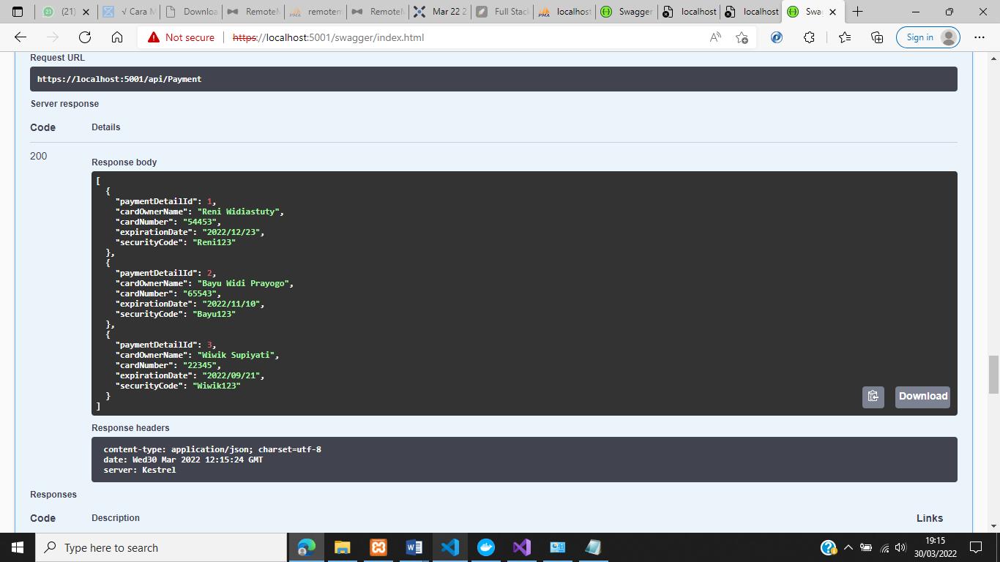 (21)
√ Cara M
Downloa
RemoteM
remotem
RemoteM
Mar 22 2
Full Stack
localhost
Swagger
localhost
localhost
Swag
Not secure
https://localhost:5001/swagger/index.html
Sign in
Request URL
https://localhost:5001/api/Payment
Server response
Code Details
200
Response body
[
{
"paymentDetailId": 1,
"cardOwnerName": "Reni Widiastuty",
"cardNumber": "54453",
"expirationDate": "2022/12/23",
"securityCode": "Reni123"
},
{
"paymentDetailId": 2,
"cardOwnerName": "Bayu Widi Prayogo",
"cardNumber": "65543",
"expirationDate": "2022/11/10",
"securityCode": "Bayu123"
},
{
"paymentDetailId": 3,
"cardOwnerName": "Wiwik Supiyati",
"cardNumber": "22345",
"expirationDate": "2022/09/21",
"securityCode": "Wiwik123"
}
]
Download
Response headers
content-type: application/json; charset=utf-8
date: Wed30 Mar 2022 12:15:24 GMT
server: Kestrel
Responses
Code Description Links
Type here to search
19:15
30/03/2022